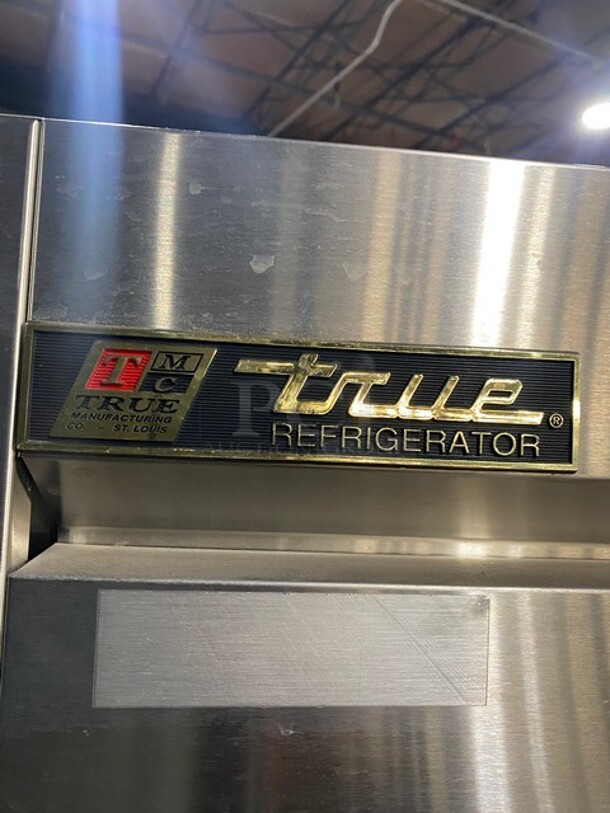 T M
C
TRUE
MANUFACTURING
CO. ST. LOUIS
true ®
REFRIGERATOR